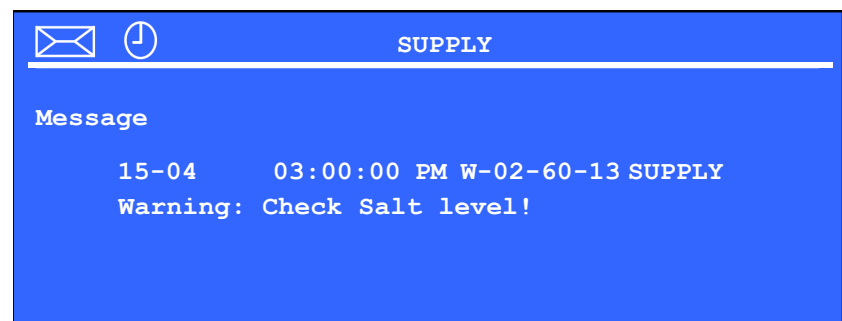 SUPPLY
Message
15-04 03:00:00 PM W-02-60-13 SUPPLY
Warning: Check Salt level!